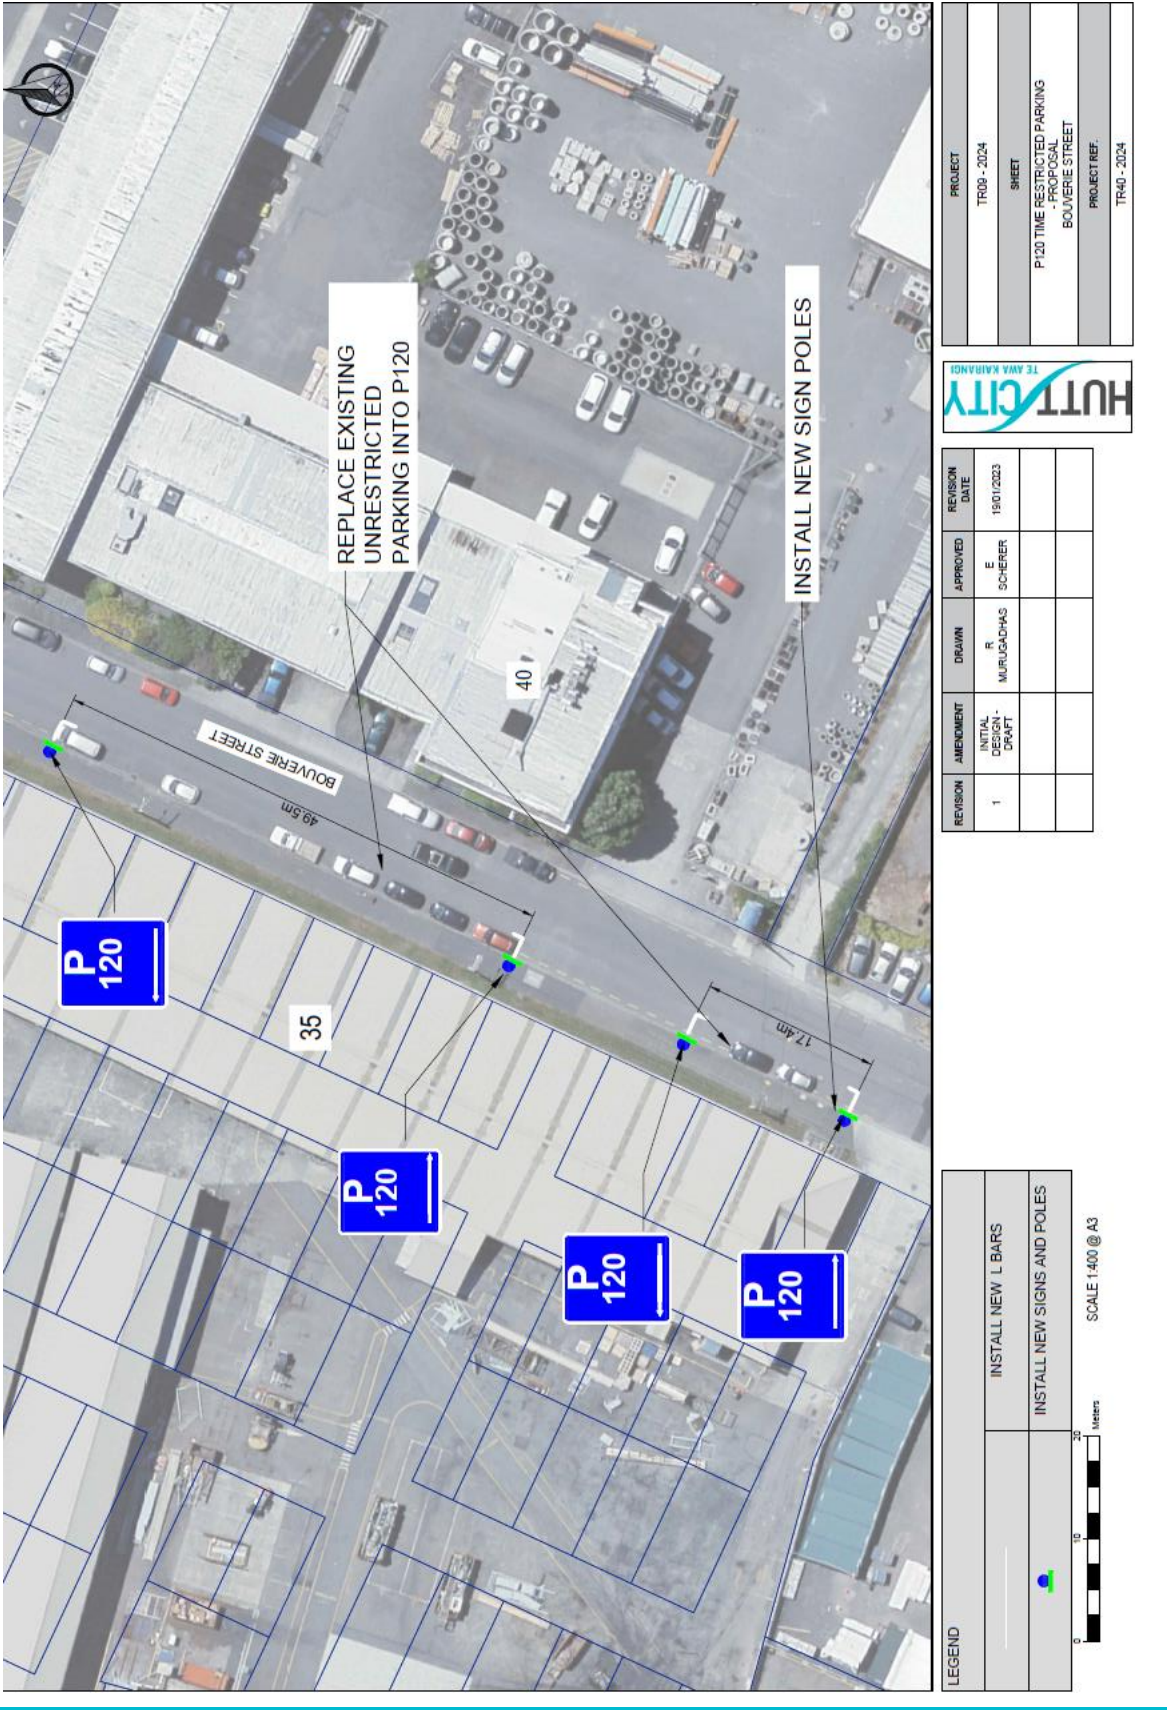 REPLACE EXISTING
UNRESTRICTED
PARKING INTO P120
INSTALL NEW SIGN POLES
BOUVERIE STREET
49.5m
17.4m
40
35
P
120
P
120
P
120
P
120
LEGEND
INSTALL NEW L BARS
INSTALL NEW SIGNS AND POLES
0
10
20
Meters
SCALE 1:400 @ A3
REVISION
AMENDMENT
DRAWN
APPROVED
REVISION
DATE
1
INITIAL
DESIGN -
DRAFT
R
MURUGADHAS
E
SCHERER
19/01/2023
HUTT CITY
TE AWA KAIRANGI
PROJECT
TR09 - 2024
SHEET
P120 TIME RESTRICTED PARKING
- PROPOSAL
BOUVERIE STREET
PROJECT REF.
TR40 - 2024